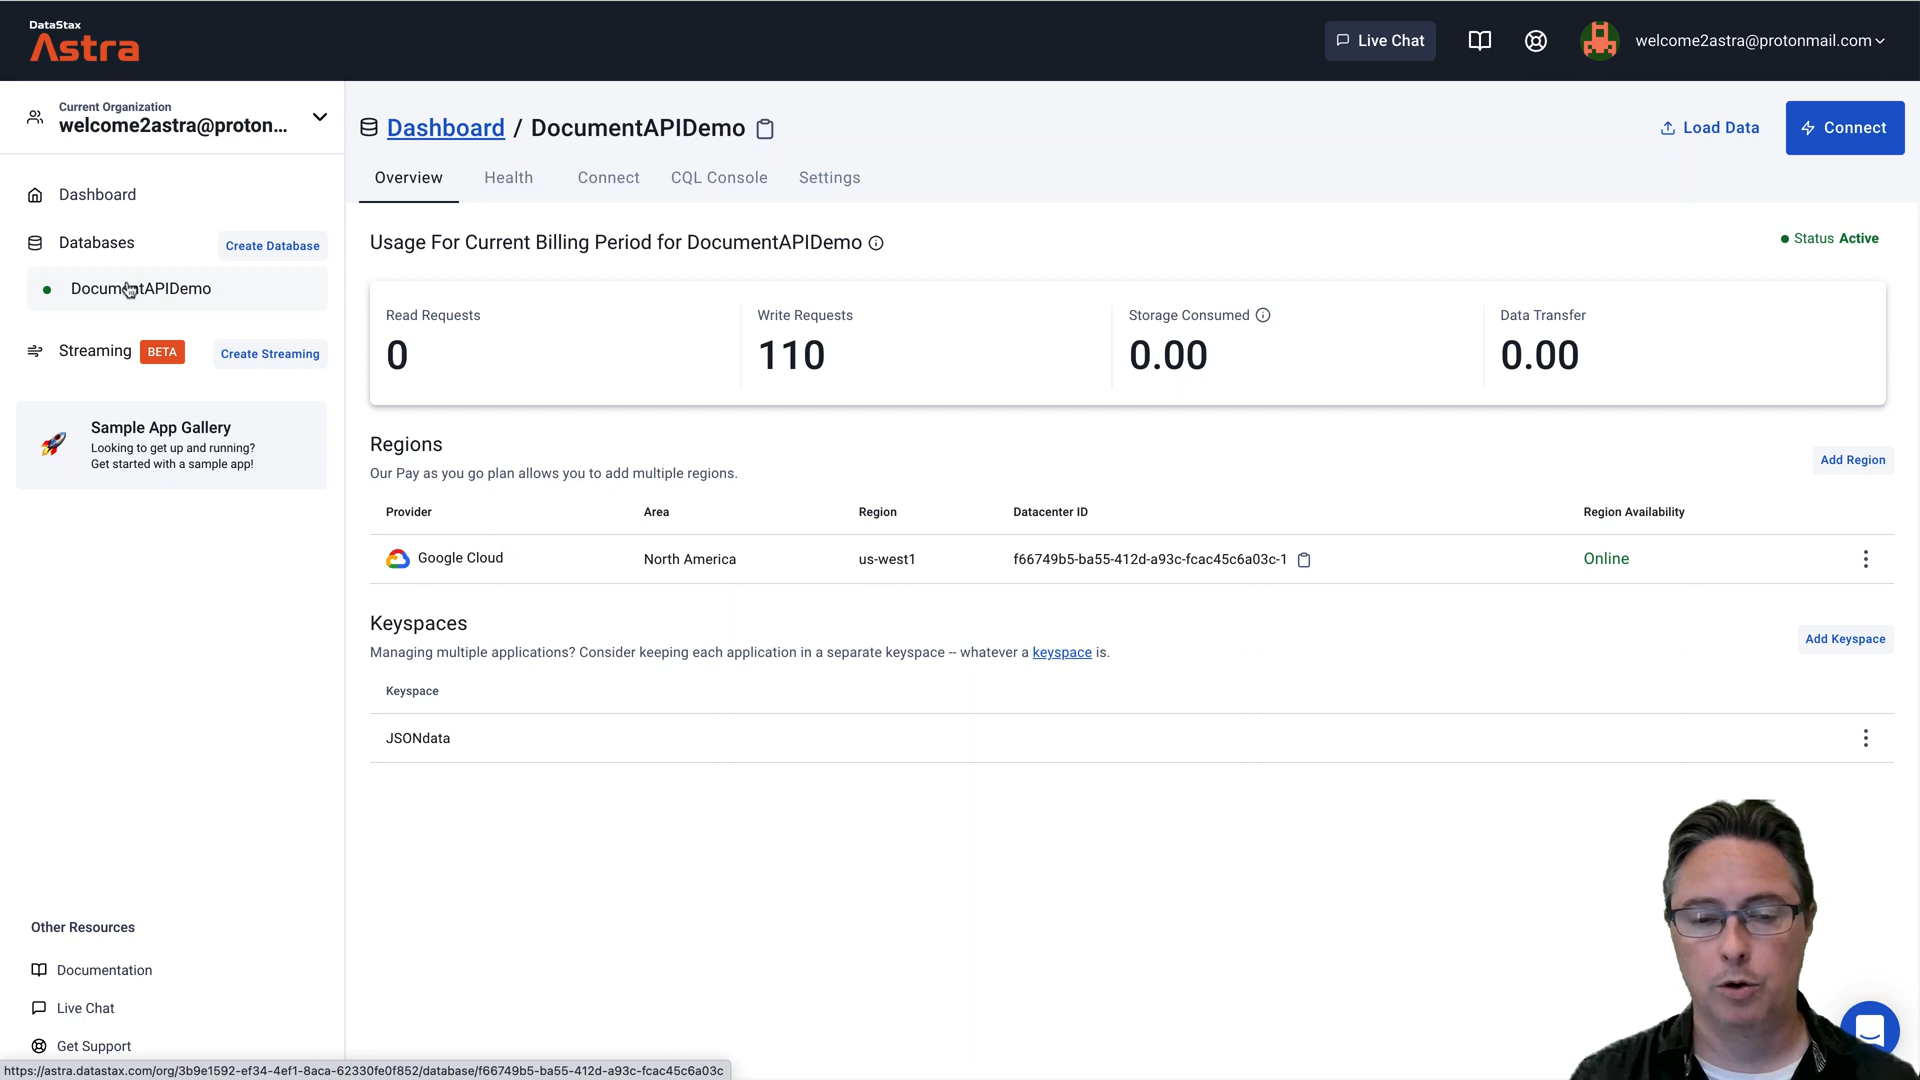 DataStax
Astra
Live Chat
welcome2astra@protonmail.com
Current Organization
welcome2astra@proton...
Dashboard
Databases
Create Database
DocumentAPIDemo
Streaming
BETA
Create Streaming
Sample App Gallery
Looking to get up and running?
Get started with a sample app!
Other Resources
Documentation
Live Chat
Get Support
Dashboard / DocumentAPIDemo
Load Data
Connect
Overview
Health
Connect
CQL Console
Settings
Usage For Current Billing Period for DocumentAPIDemo
Status Active
Read Requests
0
Write Requests
110
Storage Consumed
0.00
Data Transfer
0.00
Regions
Our Pay as you go plan allows you to add multiple regions.
Add Region
Provider
Area
Region
Datacenter ID
Region Availability
Google Cloud
North America
us-west1
f66749b5-ba55-412d-a93c-fcac45c6a03c-1
Online
Keyspaces
Managing multiple applications? Consider keeping each application in a separate keyspace -- whatever a keyspace is.
Add Keyspace
Keyspace
JSONdata
https://astra.datastax.com/org/3b9e1592-ef34-4ef1-8aca-62330fe0f852/database/f66749b5-ba55-412d-a93c-fcac45c6a03c